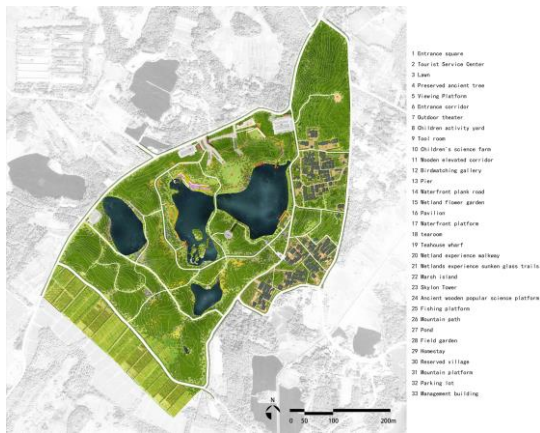 1 Entrance square
2 Tourist Service Center
3 Lawn
4 Preserved ancient tree
5 Viewing Platform
6 Entrance corridor
7 Outdoor theater
8 Children activity yard
9 Tool room
10 Children's science farm
11 Wooden elevated corridor
12 Birdwatching gallery
13 Pier
14 Waterfront plank road
15 Wetland flower garden
16 Pavilion
17 Waterfront platform
18 tearoom
19 Teahouse wharf
20 Wetland experience walkway
21 Wetlands experience sunken glass trails
22 Marsh island
23 Skylon Tower
24 Ancient wooden popular science platform
25 Fishing platform
26 Mountain path
27 Pond
28 Field garden
29 Homestay
30 Reserved village
31 Mountain platform
32 Parking lot
33 Management building
N
0 50 100 200m